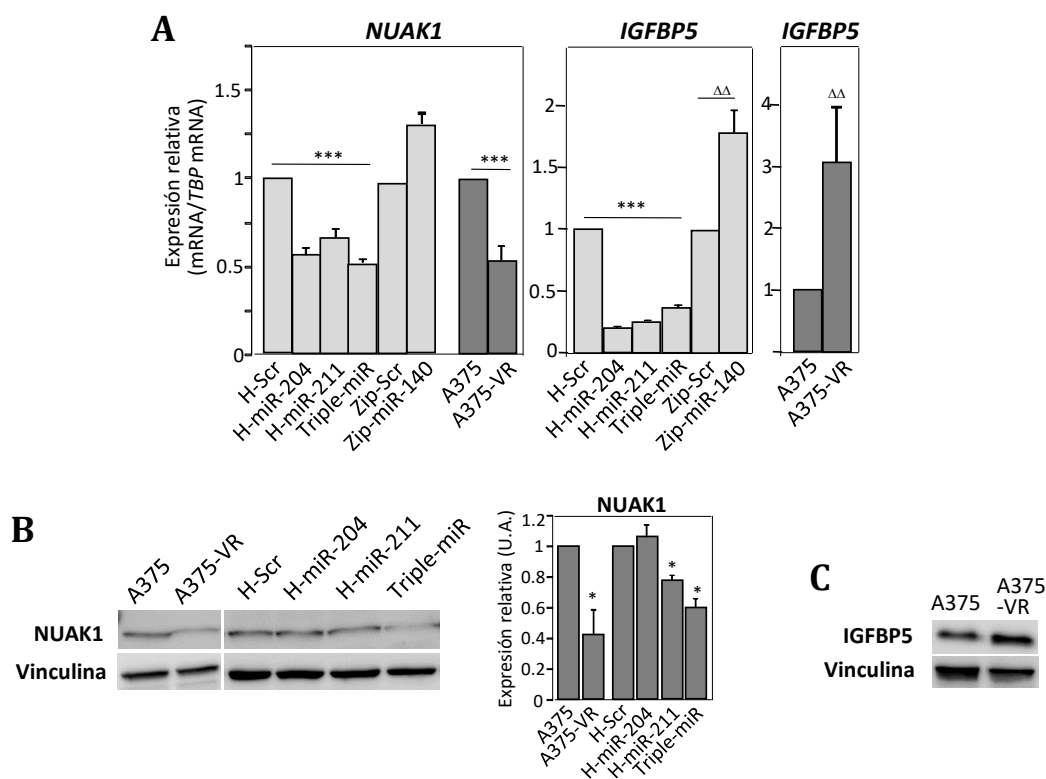 A
NUAK1
IGFBP5
IGFBP5
Expresión relativa
(mRNA/TBP mRNA)
1.5
1
0.5
0
***
***
H-Scr
H-miR-204
H-miR-211
Triple-miR
Zip-Scr
Zip-miR-140
A375
A375-VR
2
1.5
1
0.5
0
***
ΔΔ
H-Scr
H-miR-204
H-miR-211
Triple-miR
Zip-Scr
Zip-miR-140
4
3
2
1
ΔΔ
A375
A375-VR
B
A375
A375-VR
H-Scr
H-miR-204
H-miR-211
Triple-miR
NUAK1
Vinculina
NUAK1
Expresión relativa (U.A.)
1.2
1
0.8
0.6
0.4
0.2
0
*
*
*
A375
A375-VR
H-Scr
H-miR-204
H-miR-211
Triple-miR
C
A375
A375
-VR
IGFBP5
Vinculina